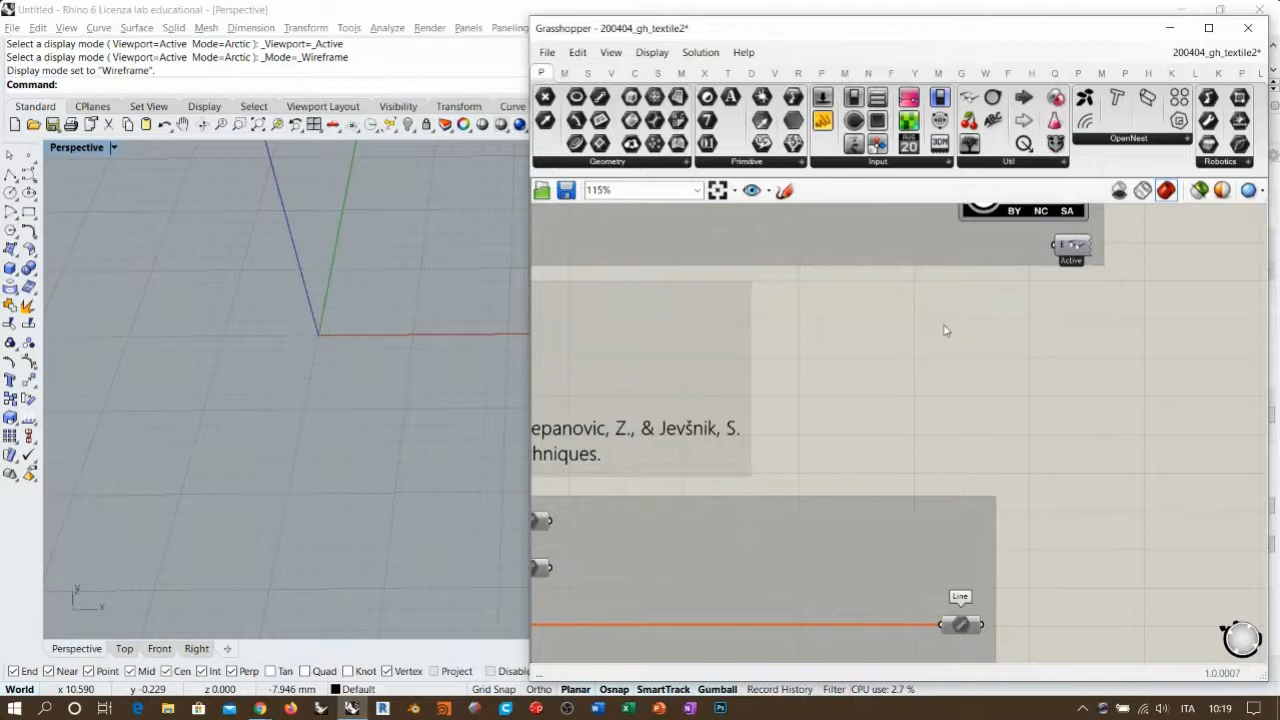 Untitled - Rhino 6 Licenza lab educational - [Perspective]
File Edit View Curve Surface Solid Mesh Dimension Transform Tools Analyze Render Panels
Select a display mode ( Viewport=Active  Mode=Arctic ): _Viewport=_Active
Select a display mode ( Viewport=Active  Mode=Arctic ): _Mode=_Wireframe
Display mode set to "Wireframe".
Command:
Standard CPlanes Set View Display Select Viewport Layout Visibility Transform Curve
Perspective
y
x
Perspective Top Front Right
End Near Point Mid Cen Int Perp Tan Quad Knot Vertex Project Disable
World x 10.590 y -0.229 z 0.000 -7.946 mm Default Grid Snap Ortho Planar Osnap SmartTrack Gumball Record History Filter CPU use: 2.7 %
Grasshopper - 200404_gh_textile2*
File Edit View Display Solution Help 200404_gh_textile2*
P M S V C S M X T D V R P M N F I L Y M G W F H O Q T P M P T H K L K S P L
Geometry Primitive Input Util OpenNest Robotics
115%
BY NC SA
Active
epanovic, Z., & Jevšnik, S.
hniques.
Line
1.0.0007
ITA 10:19